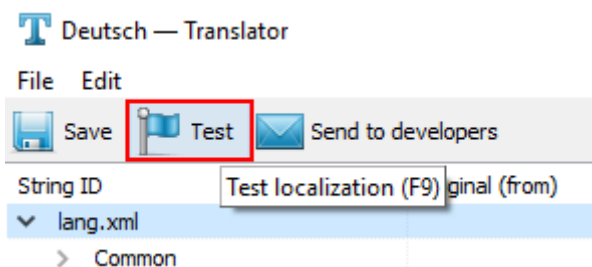 Deutsch — Translator
File Edit
Save Test Send to developers
String ID Test localization (F9) ginal (from)
lang.xml
Common